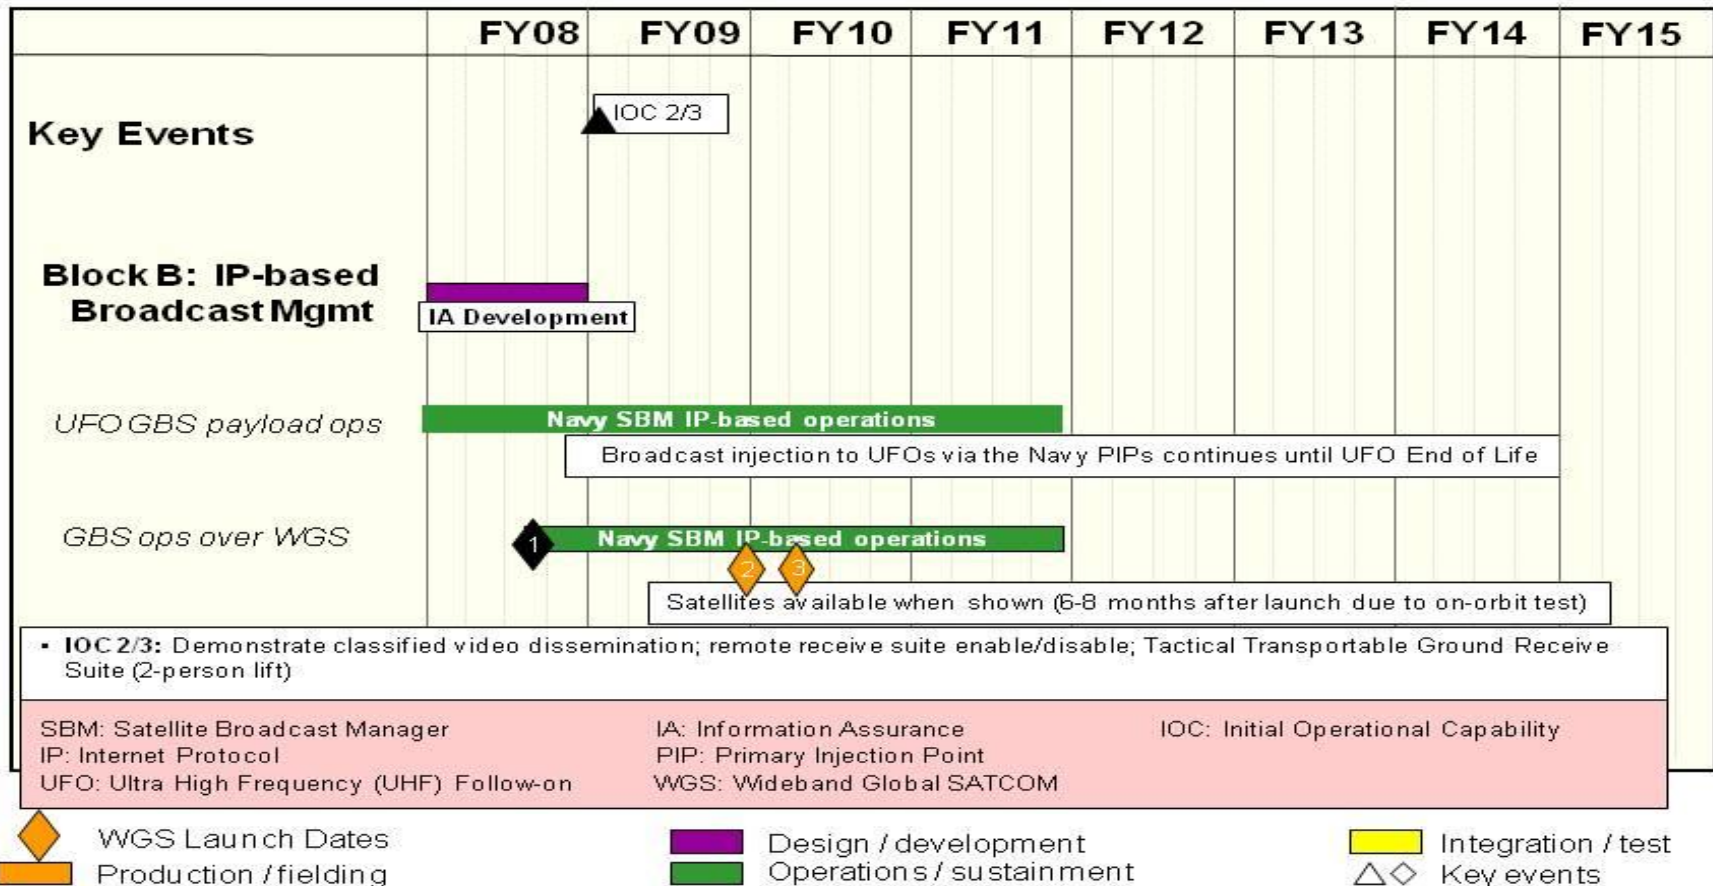 FY08 FY09 FY10 FY11 FY12 FY13 FY14 FY15
IOC 2/3
Key Events
Block B: IP-based
Broadcast Mgmt
IA Development
UFO GBS payload ops
Navy SBM IP-based operations
Broadcast injection to UFOs via the Navy PIPs continues until UFO End of Life
GBS ops over WGS
1
Navy SBM IP-based operations
2 3
Satellites available when shown (6-8 months after launch due to on-orbit test)
▪ IOC 2/3: Demonstrate classified video dissemination; remote receive suite enable/disable; Tactical Transportable Ground Receive
Suite (2-person lift)
SBM: Satellite Broadcast Manager IA: Information Assurance IOC: Initial Operational Capability
IP: Internet Protocol PIP: Primary Injection Point
UFO: Ultra High Frequency (UHF) Follow-on WGS: Wideband Global SATCOM
WGS Launch Dates Design / development Integration / test
Production / fielding Operations / sustainment Key events